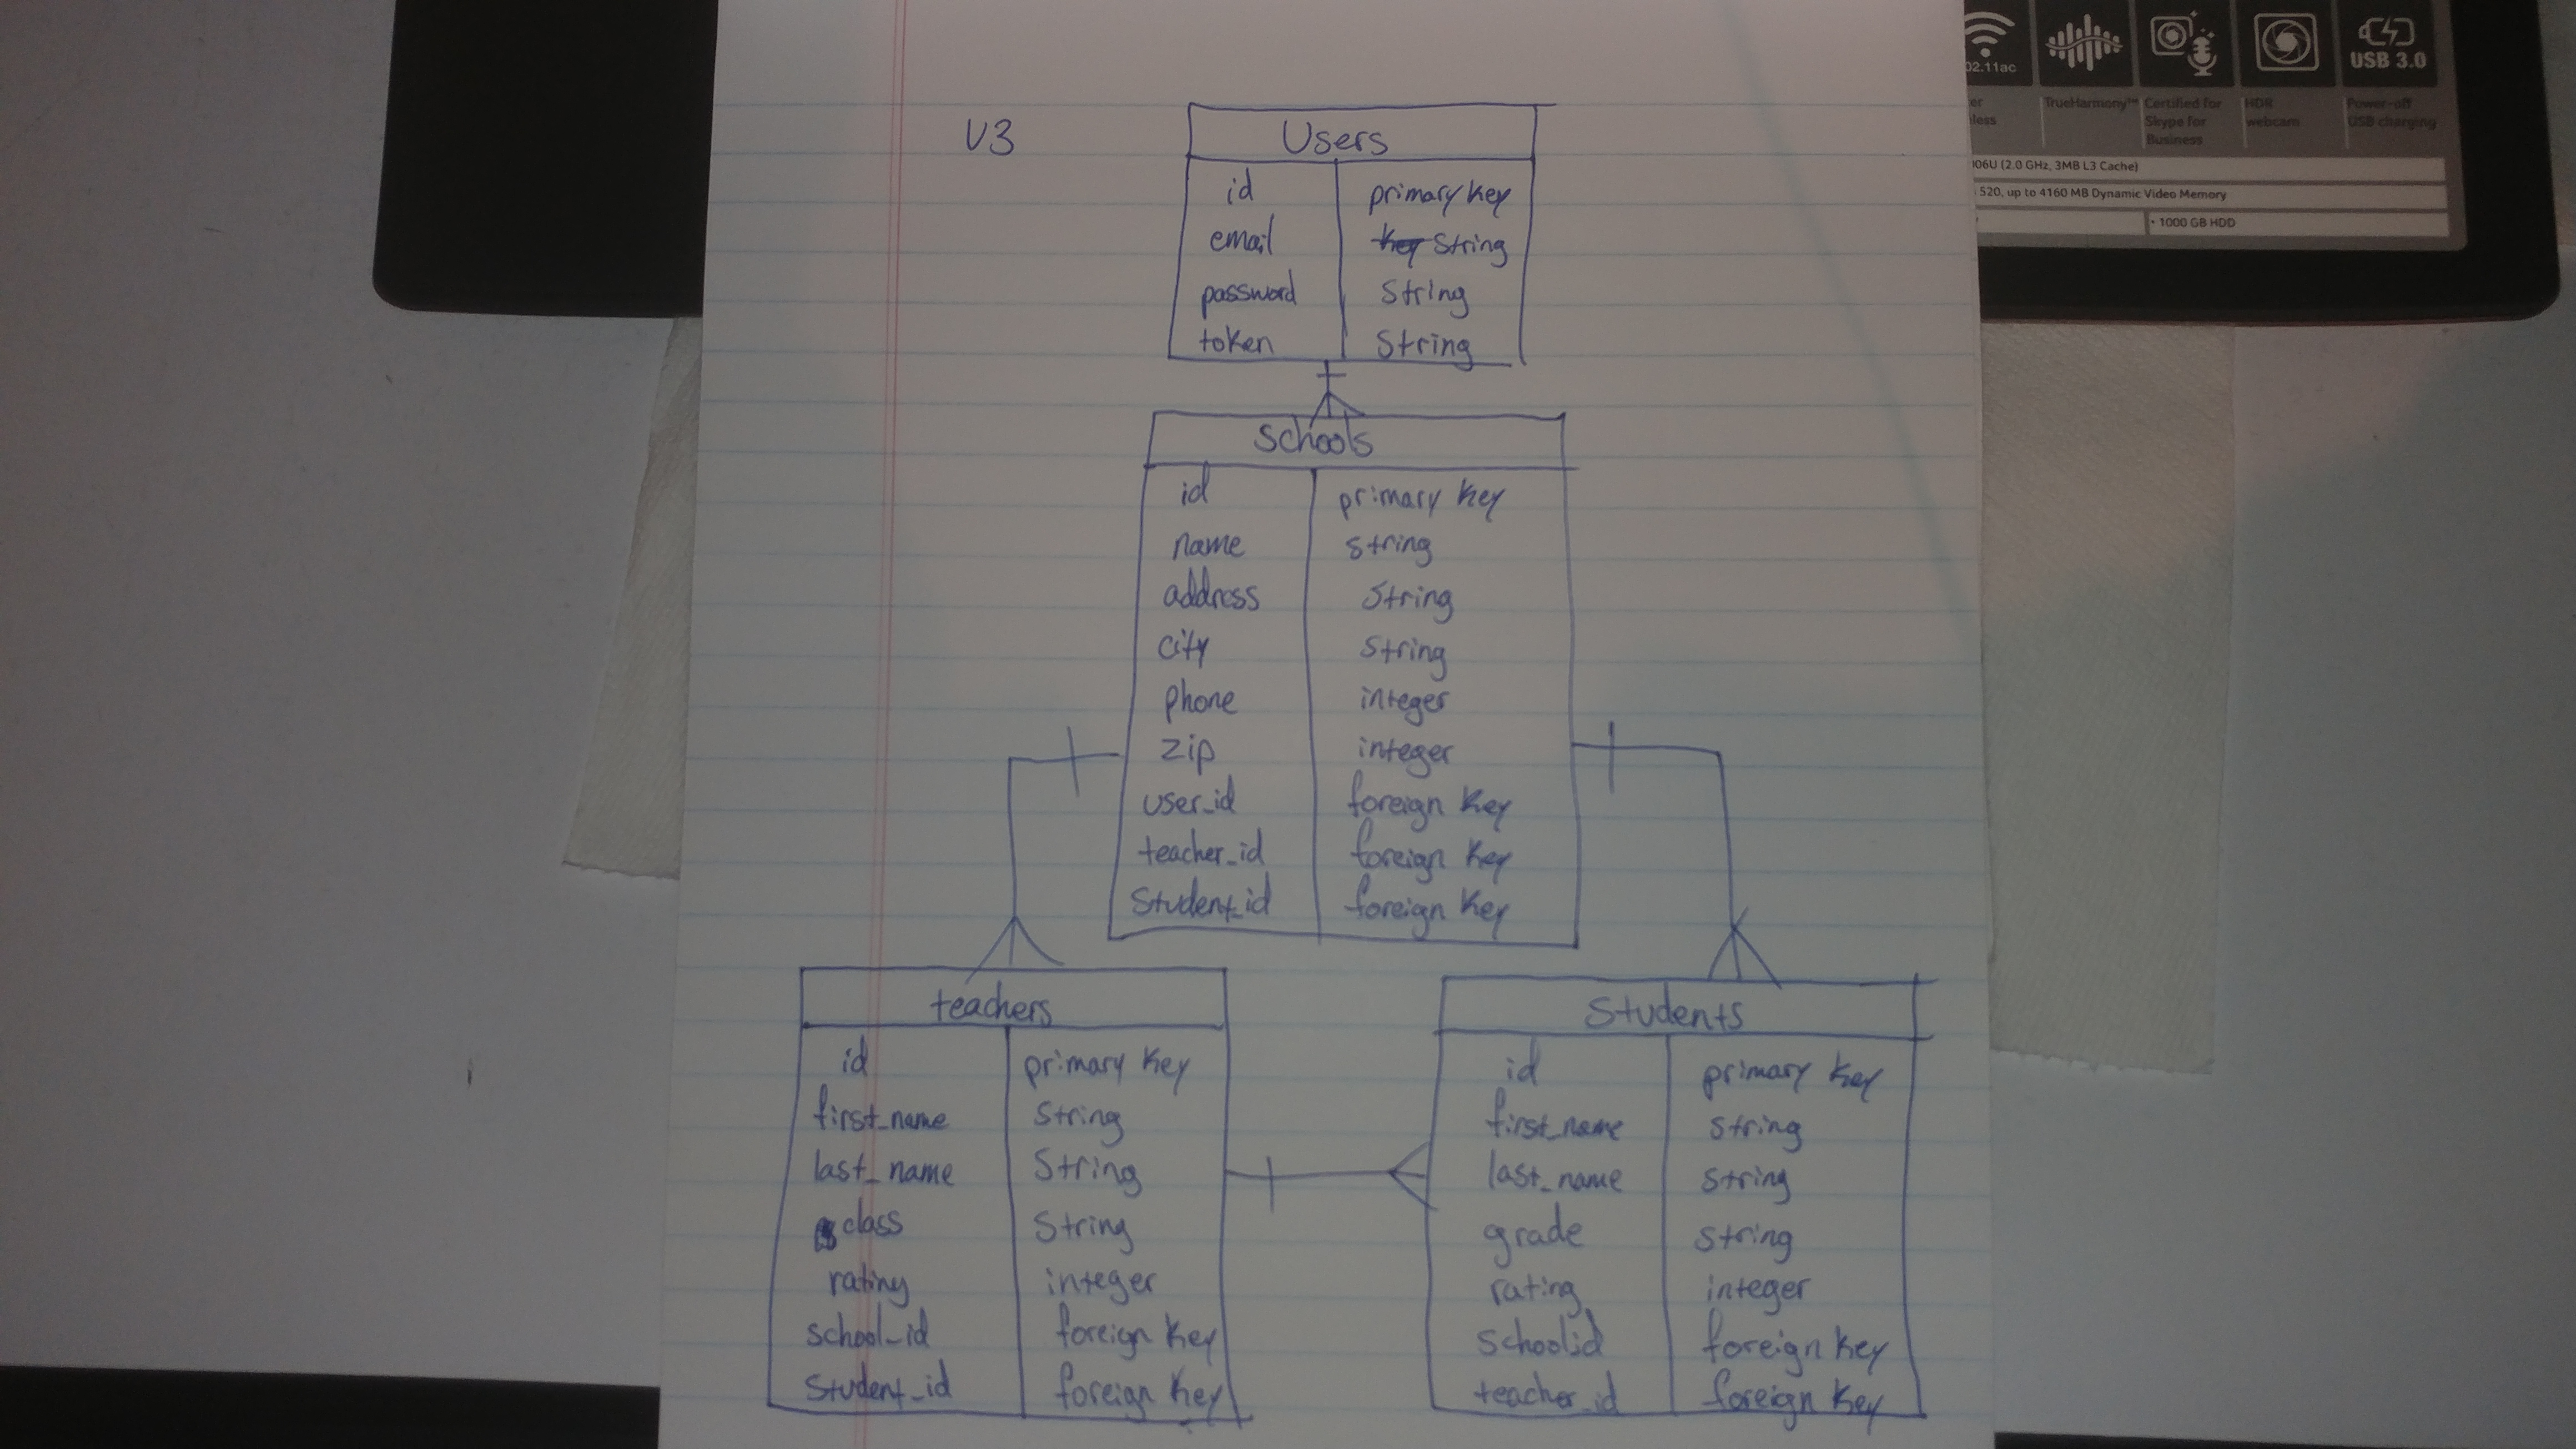 V3
Users
id primary key
email key String
password String
token String
Schools
id primary key
name string
address String
city String
phone integer
zip integer
user_id foreign key
teacher_id foreign key
Student_id foreign key
teachers
id primary key
first_name String
last_name String
class String
rating integer
school_id foreign key
Student_id foreign key
Students
id primary key
first_name string
last_name string
grade string
rating integer
schoolid foreign key
teacher_id foreign key
02.11ac
USB 3.0
less
TrueHarmony™
Certified for
Skype for
Business
HDR
webcam
Power-off
USB charging
06U (2.0 GHz, 3MB L3 Cache)
520, up to 4160 MB Dynamic Video Memory
• 1000 GB HDD